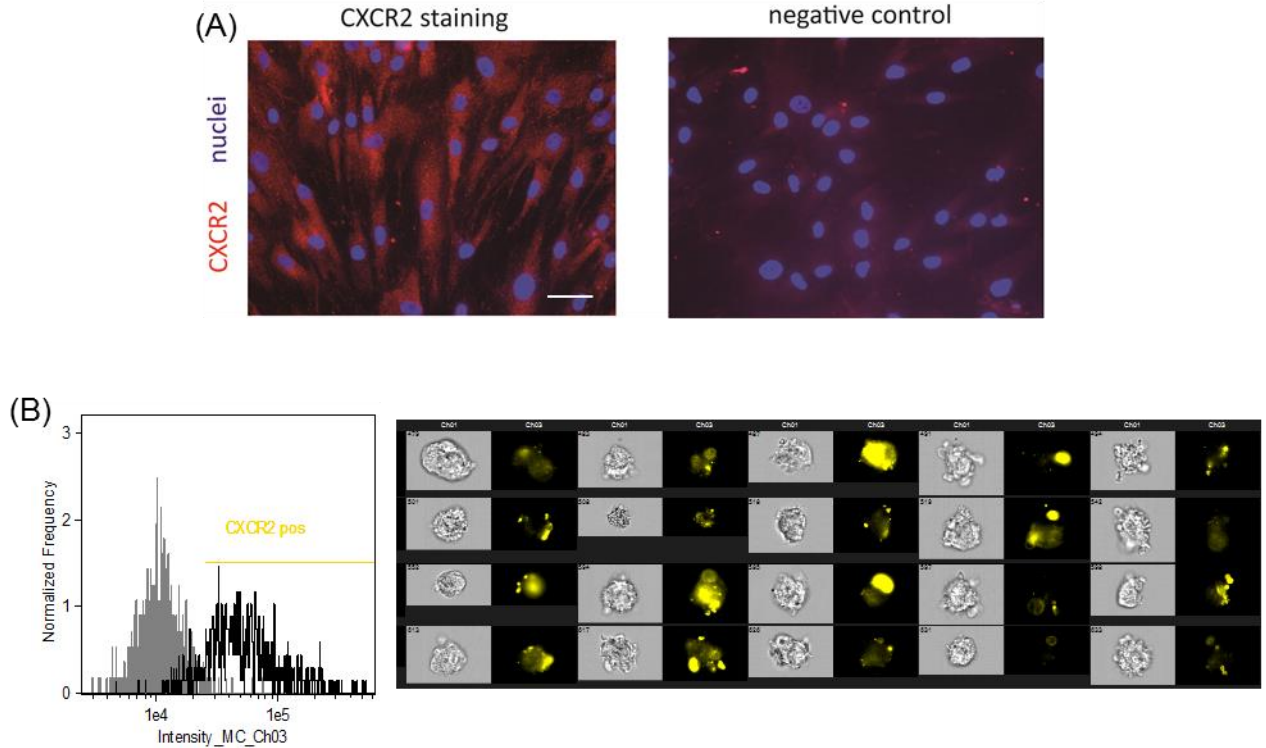 (A)
CXCR2 staining
negative control
CXCR2 nuclei
(B)
3
2
1
0
Normalized Frequency
CXCR2 pos
1e4 1e5
Intensity_MC_Ch03
Ch01 Ch03 Ch01 Ch03 Ch01 Ch03 Ch01 Ch03 Ch01 Ch03